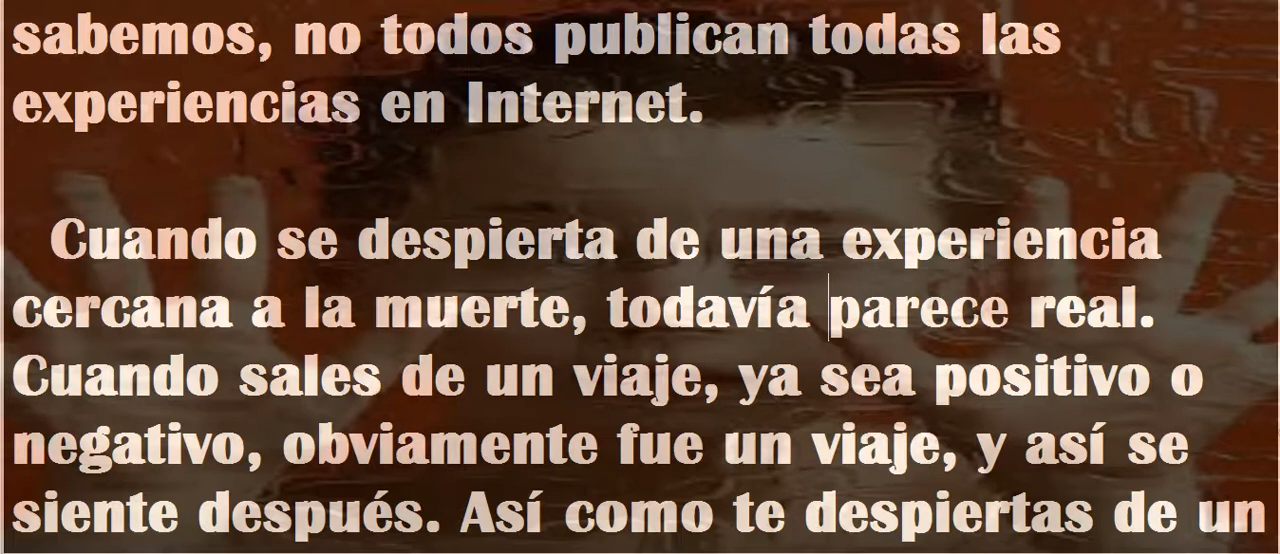 sabemos, no todos publican todas las
experiencias en Internet.
Cuando se despierta de una experiencia
cercana a la muerte, todavía parece real.
Cuando sales de un viaje, ya sea positivo o
negativo, obviamente fue un viaje, y así se
siente después. Así como te despiertas de un